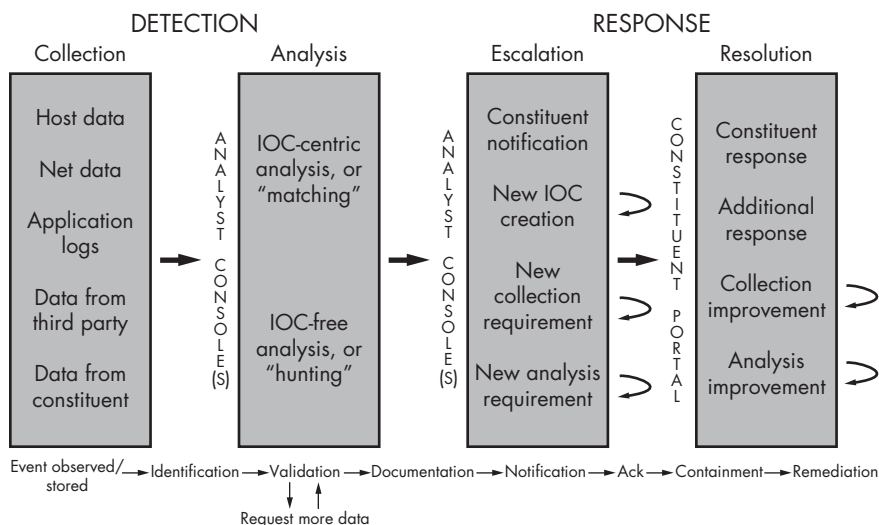 DETECTION
RESPONSE
Collection
Analysis
Escalation
Resolution
Host data
Net data
Application
logs
Data from
third party
Data from
constituent
ANALYST CONSOLE(S)
IOC-centric
analysis, or
“matching”
IOC-free
analysis, or
“hunting”
ANALYST CONSOLE(S)
Constituent
notification
New IOC
creation
New
collection
requirement
New analysis
requirement
CONSTITUENT PORTAL
Constituent
response
Additional
response
Collection
improvement
Analysis
improvement
Event observed/
stored
Identification
Validation
Documentation
Notification
Ack
Containment
Remediation
Request more data